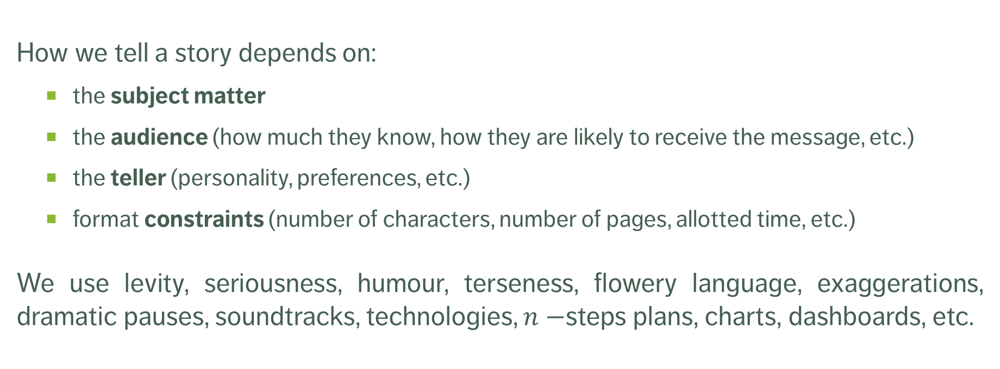 How we tell a story depends on:
▪ the subject matter
▪ the audience (how much they know, how they are likely to receive the message, etc.)
▪ the teller (personality, preferences, etc.)
▪ format constraints (number of characters, number of pages, allotted time, etc.)
We use levity, seriousness, humour, terseness, flowery language, exaggerations,
dramatic pauses, soundtracks, technologies, n −steps plans, charts, dashboards, etc.